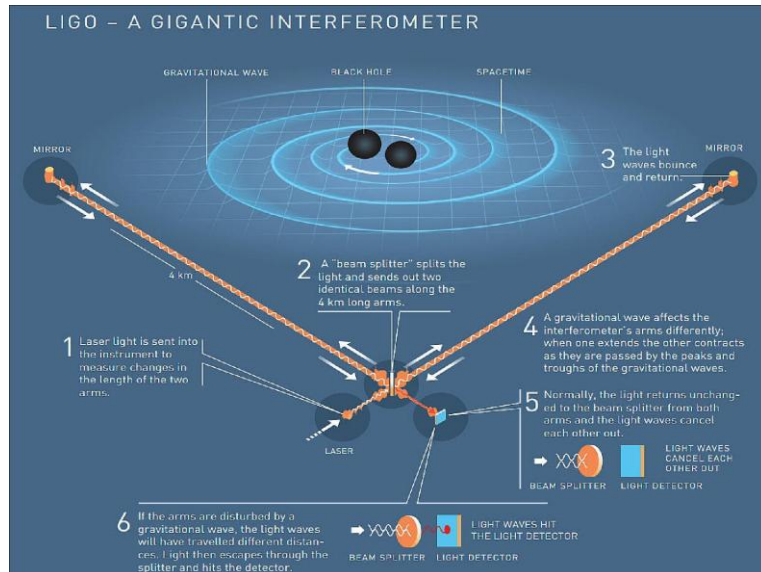 LIGO – A GIGANTIC INTERFEROMETER
GRAVITATIONAL WAVE
BLACK HOLE
SPACETIME
MIRROR
3 The light
waves bounce
and return.
MIRROR
4 km
2 A "beam splitter" splits the
light and sends out two
identical beams along the
4 km long arms.
1 Laser light is sent into
the instrument to
measure changes in
the length of the two
arms.
4 A gravitational wave affects the
interferometer's arms differently;
when one extends the other contracts
as they are passed by the peaks and
troughs of the gravitational waves.
5 Normally, the light returns unchang-
ed to the beam splitter from both
arms and the light waves cancel
each other out.
LASER
LIGHT WAVES
CANCEL EACH
OTHER OUT
BEAM SPLITTER
LIGHT DETECTOR
6 If the arms are disturbed by a
gravitational wave, the light waves
will have travelled different distan-
ces. Light then escapes through the
splitter and hits the detector.
LIGHT WAVES HIT
THE LIGHT DETECTOR
BEAM SPLITTER
LIGHT DETECTOR